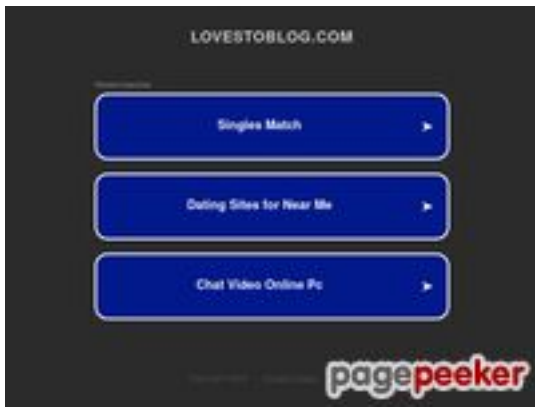 LOVESTOBLOG.COM
Singles Match
Dating Sites for Near Me
Chat Video Online Pc
pagepeeker